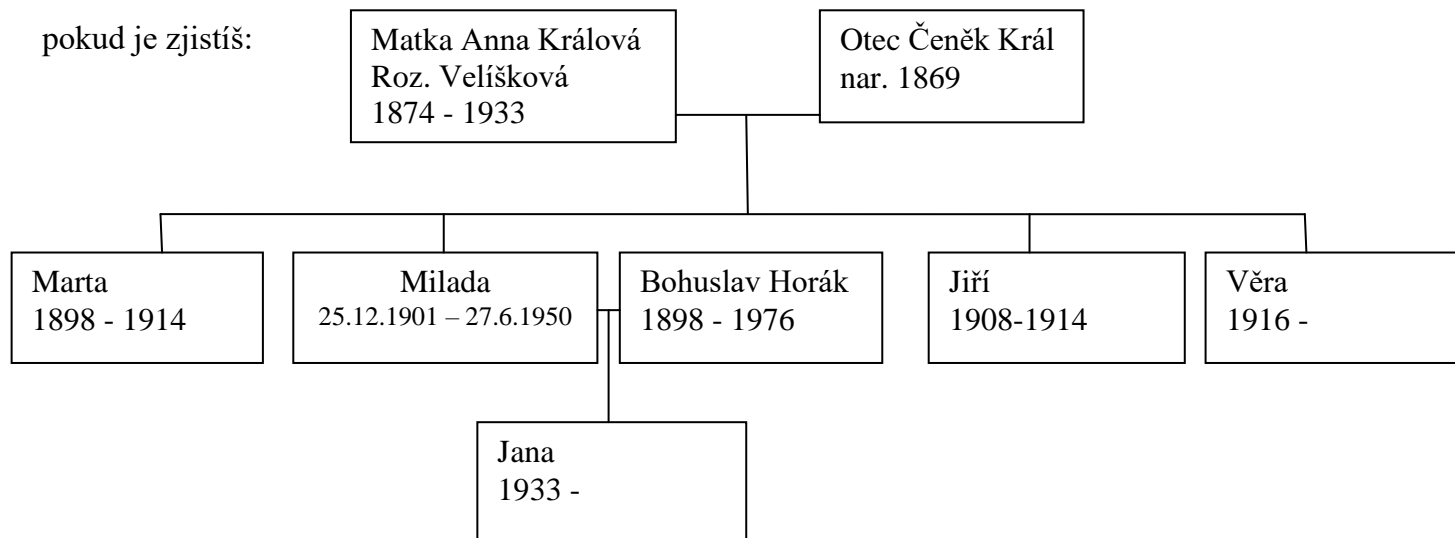 pokud je zjistíš:
Matka Anna Králová
Roz. Velíšková
1874 - 1933
Otec Čeněk Král
nar. 1869
Marta
1898 - 1914
Milada
25.12.1901 – 27.6.1950
Bohuslav Horák
1898 - 1976
Jiří
1908-1914
Věra
1916 -
Jana
1933 -